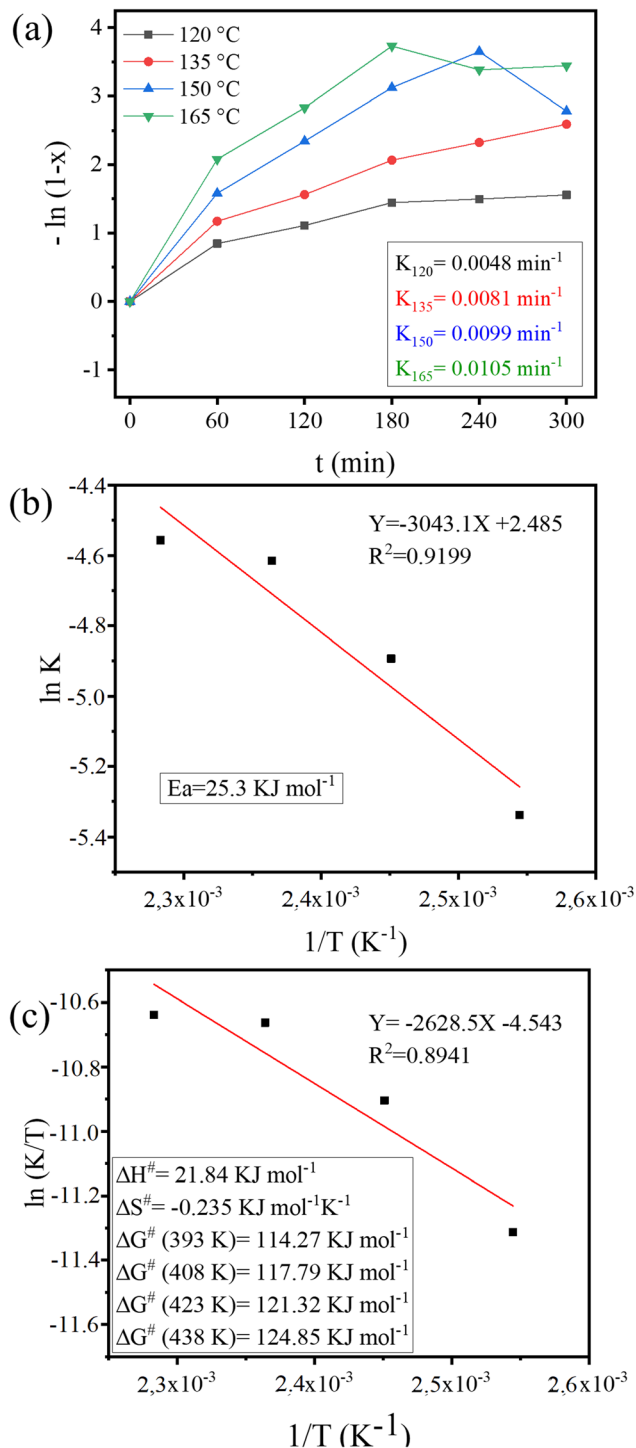 (a)
120 °C
135 °C
150 °C
165 °C
4
3
2
1
0
-1
- ln (1-x)
K₁₂₀= 0.0048 min⁻¹
K₁₃₅= 0.0081 min⁻¹
K₁₅₀= 0.0099 min⁻¹
K₁₆₅= 0.0105 min⁻¹
0 60 120 180 240 300
t (min)
(b)
-4.4
-4.6
-4.8
-5.0
-5.2
-5.4
ln K
Y=-3043.1X +2.485
R²=0.9199
Ea=25.3 KJ mol⁻¹
2,3x10⁻³ 2,4x10⁻³ 2,5x10⁻³ 2,6x10⁻³
1/T (K⁻¹)
(c)
-10.6
-10.8
-11.0
-11.2
-11.4
-11.6
ln (K/T)
Y= -2628.5X -4.543
R²=0.8941
ΔH^#= 21.84 KJ mol⁻¹
ΔS^#= -0.235 KJ mol⁻¹K⁻¹
ΔG^# (393 K)= 114.27 KJ mol⁻¹
ΔG^# (408 K)= 117.79 KJ mol⁻¹
ΔG^# (423 K)= 121.32 KJ mol⁻¹
ΔG^# (438 K)= 124.85 KJ mol⁻¹
2,3x10⁻³ 2,4x10⁻³ 2,5x10⁻³ 2,6x10⁻³
1/T (K⁻¹)